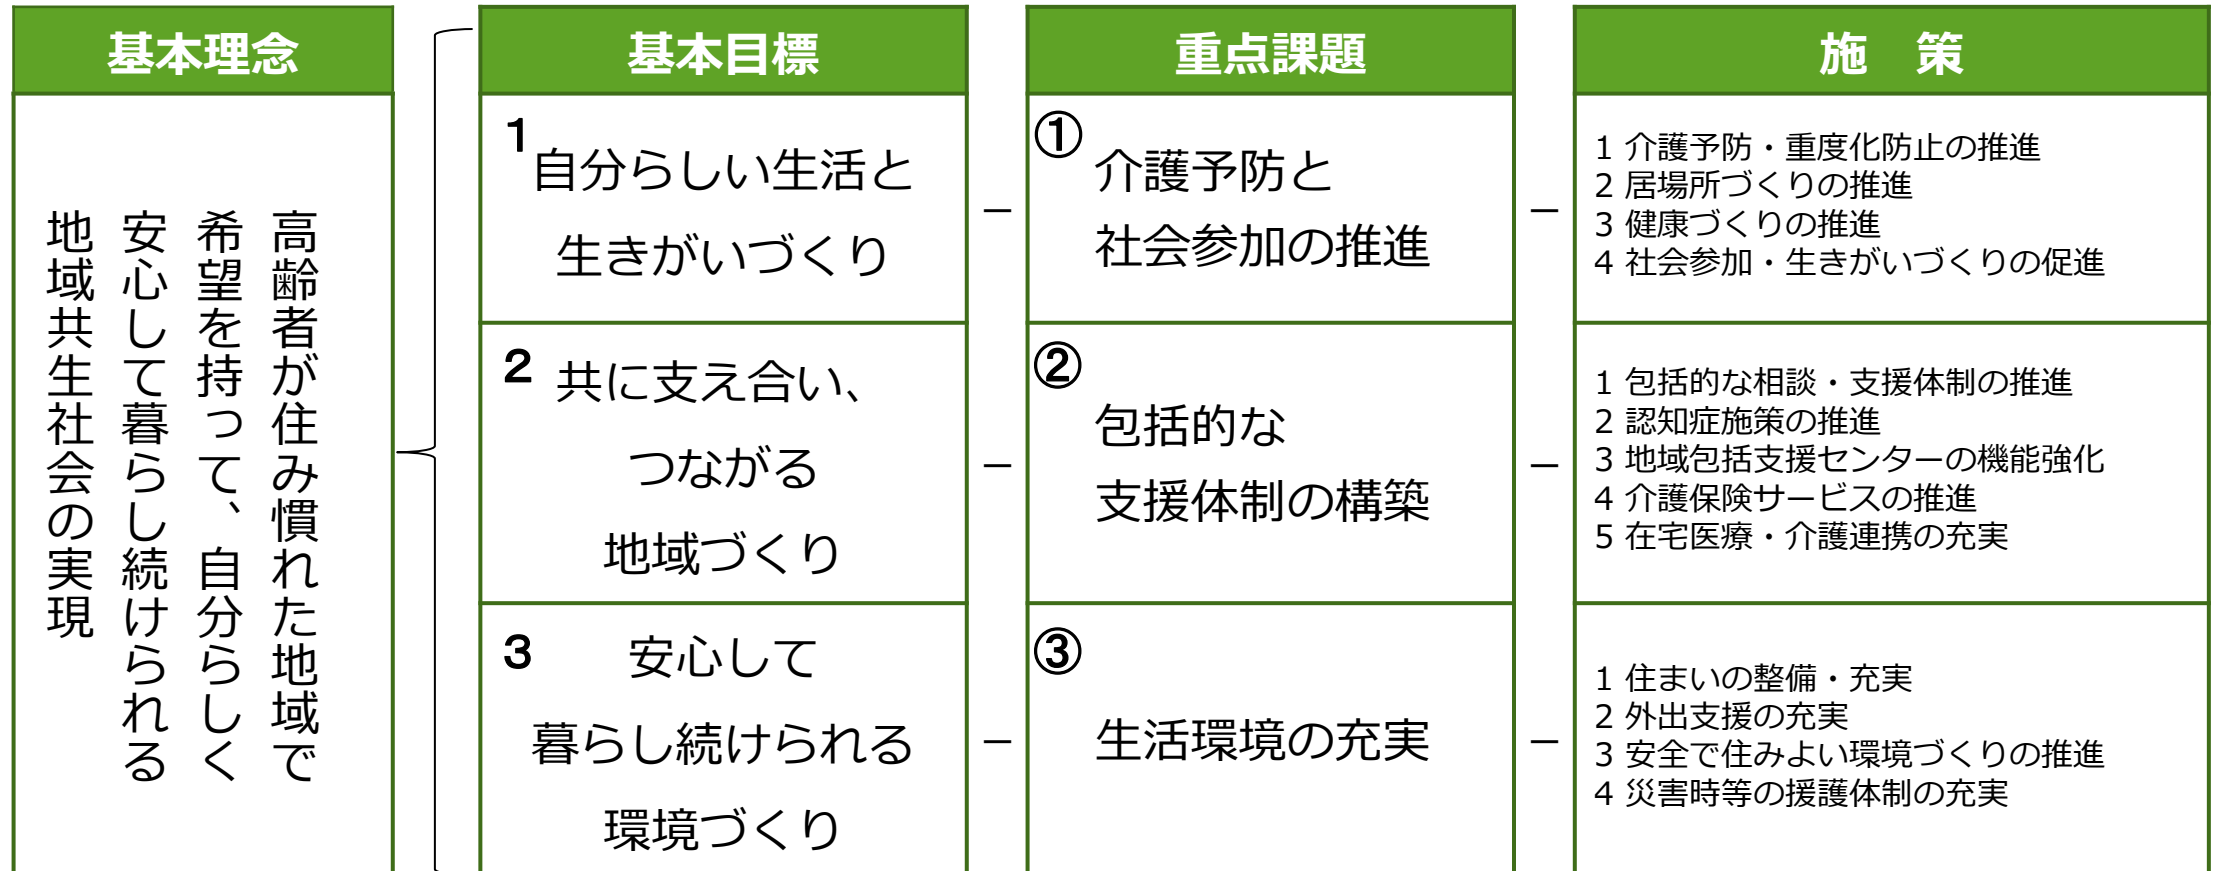 基本理念
高齢者が住み慣れた地域で
希望を持って、自分らしく
安心して暮らし続けられる
地域共生社会の実現
基本目標
重点課題
施　策
1
自分らしい生活と
生きがいづくり
①
介護予防と
社会参加の推進
1 介護予防・重度化防止の推進
2 居場所づくりの推進
3 健康づくりの推進
4 社会参加・生きがいづくりの促進
2
共に支え合い、
つながる
地域づくり
②
包括的な
支援体制の構築
1 包括的な相談・支援体制の推進
2 認知症施策の推進
3 地域包括支援センターの機能強化
4 介護保険サービスの推進
5 在宅医療・介護連携の充実
3
安心して
暮らし続けられる
環境づくり
③
生活環境の充実
1 住まいの整備・充実
2 外出支援の充実
3 安全で住みよい環境づくりの推進
4 災害時等の援護体制の充実